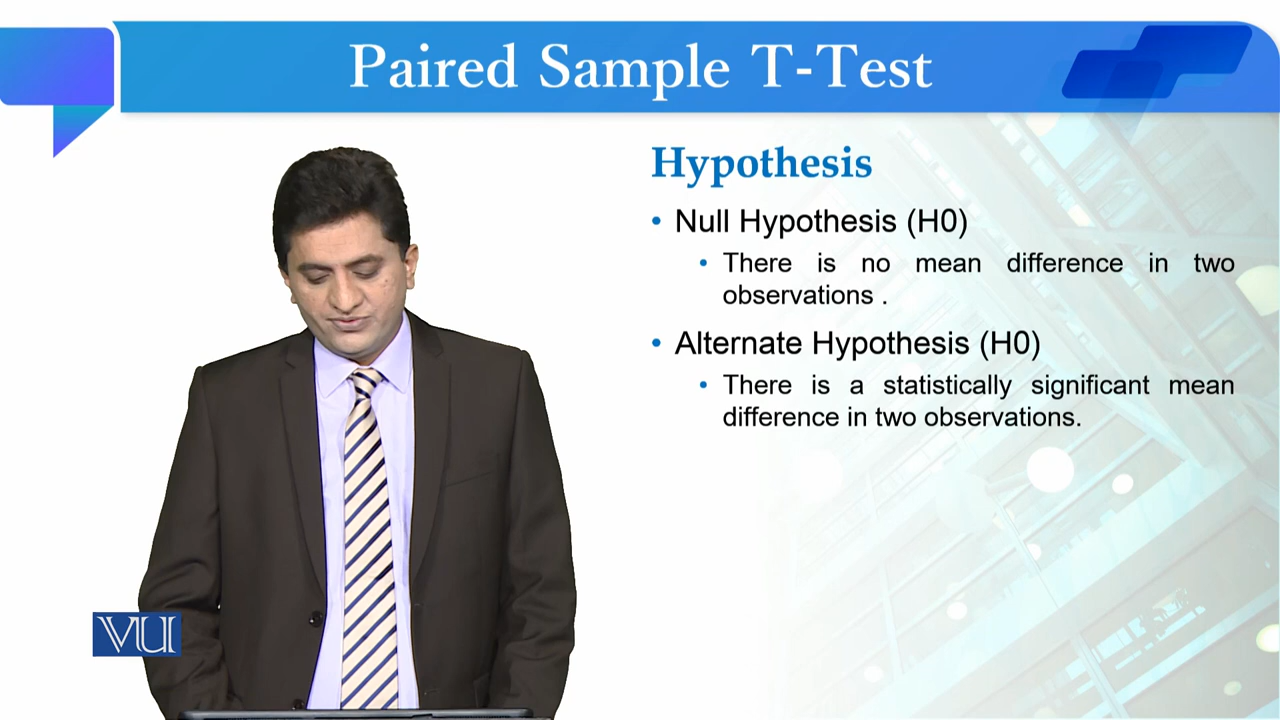 Paired Sample T-Test
Hypothesis
• Null Hypothesis (H0)
• There is no mean difference in two
observations .
• Alternate Hypothesis (H0)
• There is a statistically significant mean
difference in two observations.
VU